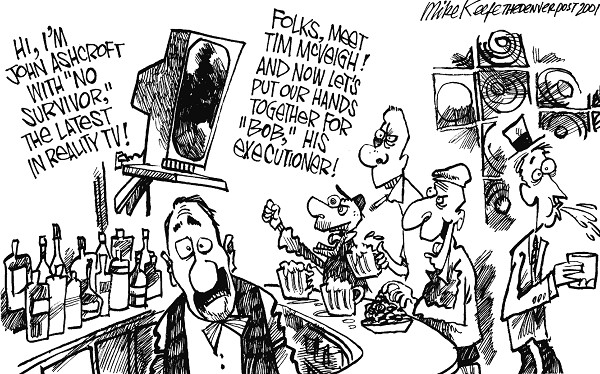 MIKE KEEFE THE DENVER POST 2001
HI, I'M
JOHN ASHCROFT
WITH "NO
SURVIVOR,"
THE LATEST
IN REALITY TV!
FOLKS, MEET
TIM McVEIGH!
AND NOW LET'S
PUT OUR HANDS
TOGETHER FOR
"BOB," HIS
EXECUTIONER!